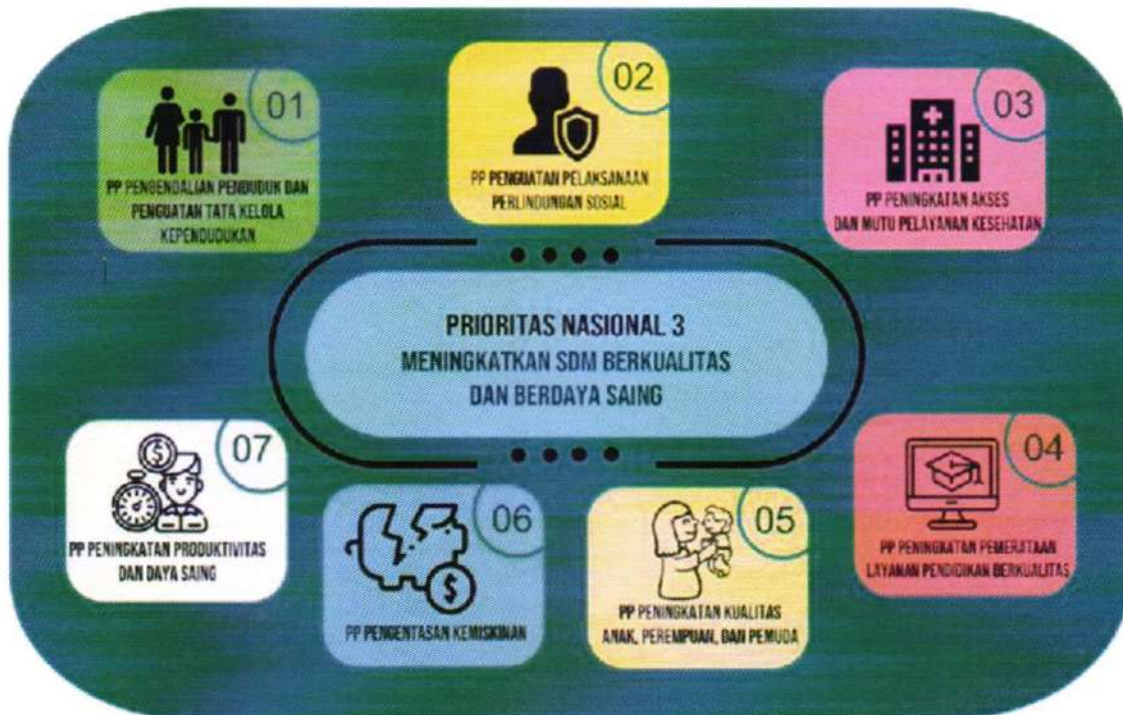 01
PP PENGENDALIAN PENDUDUK DAN
PENGUATAN TATA KELOLA
KEPENDUDUKAN
02
PP PENGUATAN PELAKSANAAN
PERLINDUNGAN SOSIAL
03
PP PENINGKATAN AKSES
DAN MUTU PELAYANAN KESEHATAN
PRIORITAS NASIONAL 3
MENINGKATKAN SDM BERKUALITAS
DAN BERDAYA SAING
04
PP PENINGKATAN PEMERATAAN
LAYANAN PENDIDIKAN BERKUALITAS
05
PP PENINGKATAN KUALITAS
ANAK, PEREMPUAN, DAN PEMUDA
06
$
PP PENGENTASAN KEMISKINAN
07
$
PP PENINGKATAN PRODUKTIVITAS
DAN DAYA SAING